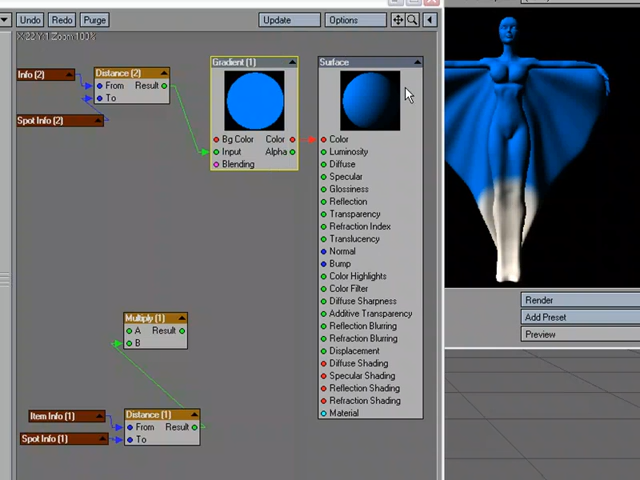 Undo Redo Purge Update Options
X:22 Y:1 Zoom:100%
Info (2)
Spot Info (2)
Distance (2)
From Result
To
Gradient (1)
Bg Color Color
Input Alpha
Blending
Surface
Color
Luminosity
Diffuse
Specular
Glossiness
Reflection
Transparency
Refraction Index
Translucency
Normal
Bump
Color Highlights
Color Filter
Diffuse Sharpness
Additive Transparency
Reflection Blurring
Refraction Blurring
Displacement
Diffuse Shading
Specular Shading
Reflection Shading
Refraction Shading
Material
Multiply (1)
A Result
B
Item Info (1)
Spot Info (1)
Distance (1)
From Result
To
Render
Add Preset
Preview